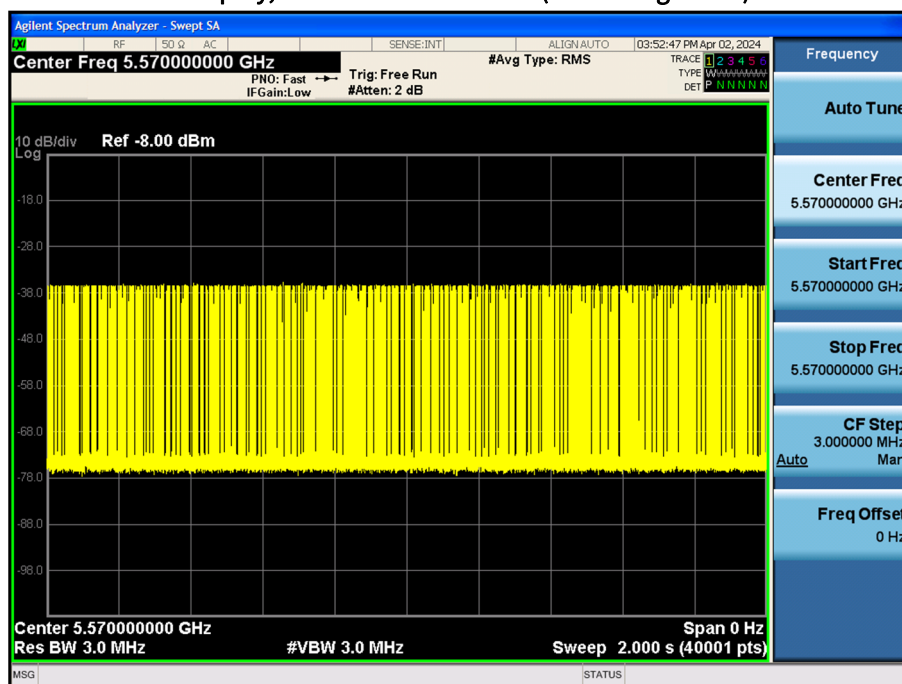 Agilent Spectrum Analyzer - Swept SA
LXI RF 50 Ω AC SENSE:INT ALIGN AUTO 03:52:47 PM Apr 02, 2024
Center Freq 5.570000000 GHz
#Avg Type: RMS
TRACE 1 2 3 4 5 6
PNO: Fast Trig: Free Run
TYPE WWWWWW
IFGain:Low #Atten: 2 dB
DET P N N N N N
10 dB/div Ref -8.00 dBm
Log
-18.0
-28.0
-38.0
-48.0
-58.0
-68.0
-78.0
-88.0
-98.0
Center 5.570000000 GHz Span 0 Hz
Res BW 3.0 MHz #VBW 3.0 MHz Sweep 2.000 s (40001 pts)
MSG STATUS
Frequency
Auto Tune
Center Freq
5.570000000 GHz
Start Freq
5.570000000 GHz
Stop Freq
5.570000000 GHz
CF Step
3.000000 MHz
Auto Man
Freq Offset
0 Hz